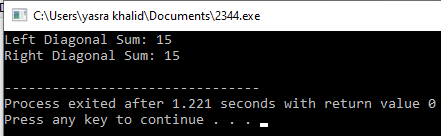 C:\Users\yasra khalid\Documents\2344.exe
Left Diagonal Sum: 15
Right Diagonal Sum: 15
--------------------------------
Process exited after 1.221 seconds with return value 0
Press any key to continue . . .